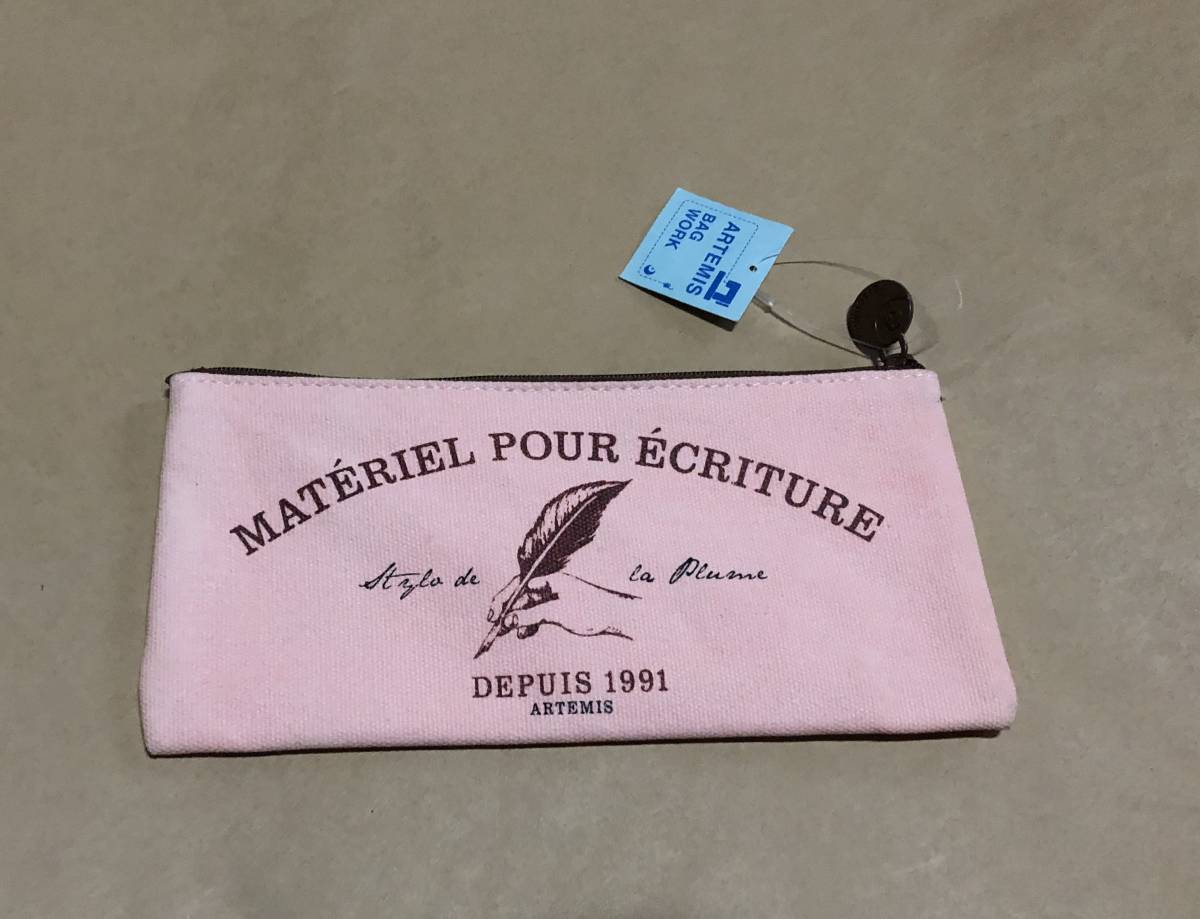 ARTEMIS
BAG
WORK
MATÉRIEL POUR ÉCRITURE
Stylo de la Plume
DEPUIS 1991
ARTEMIS